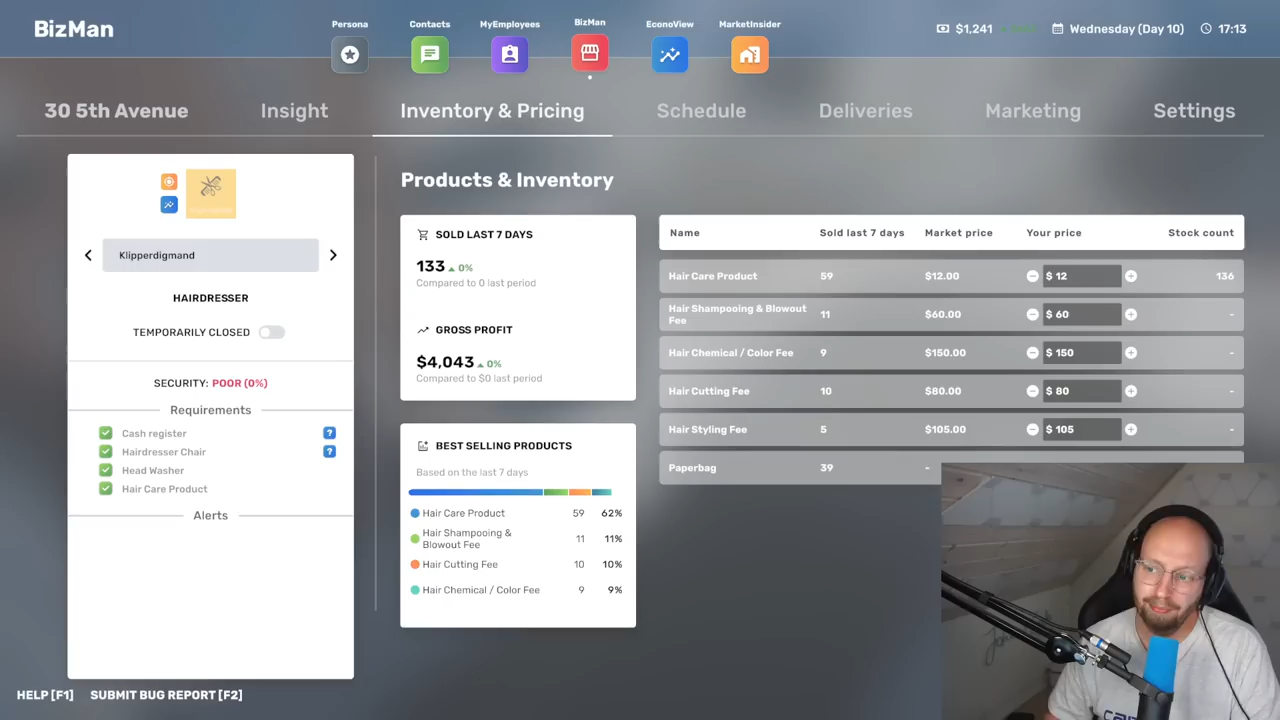 BizMan
Persona
Contacts
MyEmployees
BizMan
EconoView
MarketInsider
$1,241
Wednesday (Day 10)
17:13
30 5th Avenue
Insight
Inventory & Pricing
Schedule
Deliveries
Marketing
Settings
Klipperdigmand
HAIRDRESSER
TEMPORARILY CLOSED
SECURITY: POOR (0%)
Requirements
Cash register ?
Hairdresser Chair ?
Head Washer
Hair Care Product
Alerts
Products & Inventory
SOLD LAST 7 DAYS
133 0%
Compared to 0 last period
GROSS PROFIT
$4,043 0%
Compared to $0 last period
BEST SELLING PRODUCTS
Based on the last 7 days
Hair Care Product 59 62%
Hair Shampooing &
Blowout Fee 11 11%
Hair Cutting Fee 10 10%
Hair Chemical / Color Fee 9 9%
Name Sold last 7 days Market price Your price Stock count
Hair Care Product 59 $12.00 $ 12 136
Hair Shampooing & Blowout
Fee 11 $60.00 $ 60 -
Hair Chemical / Color Fee 9 $150.00 $ 150 -
Hair Cutting Fee 10 $80.00 $ 80 -
Hair Styling Fee 5 $105.00 $ 105 -
Paperbag 39 -
HELP [F1]
SUBMIT BUG REPORT [F2]